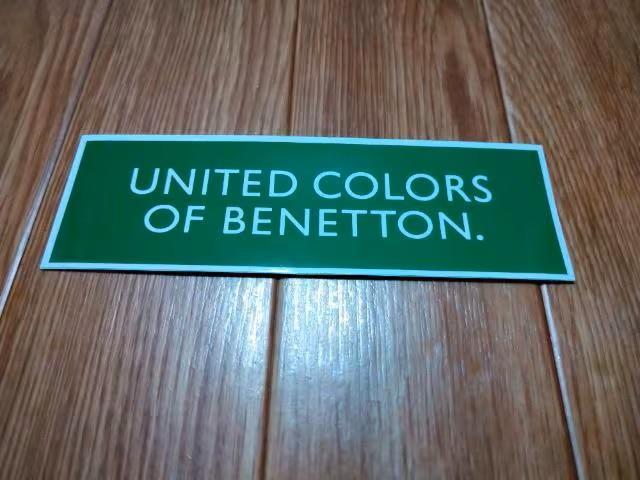 UNITED COLORS
OF BENETTON.